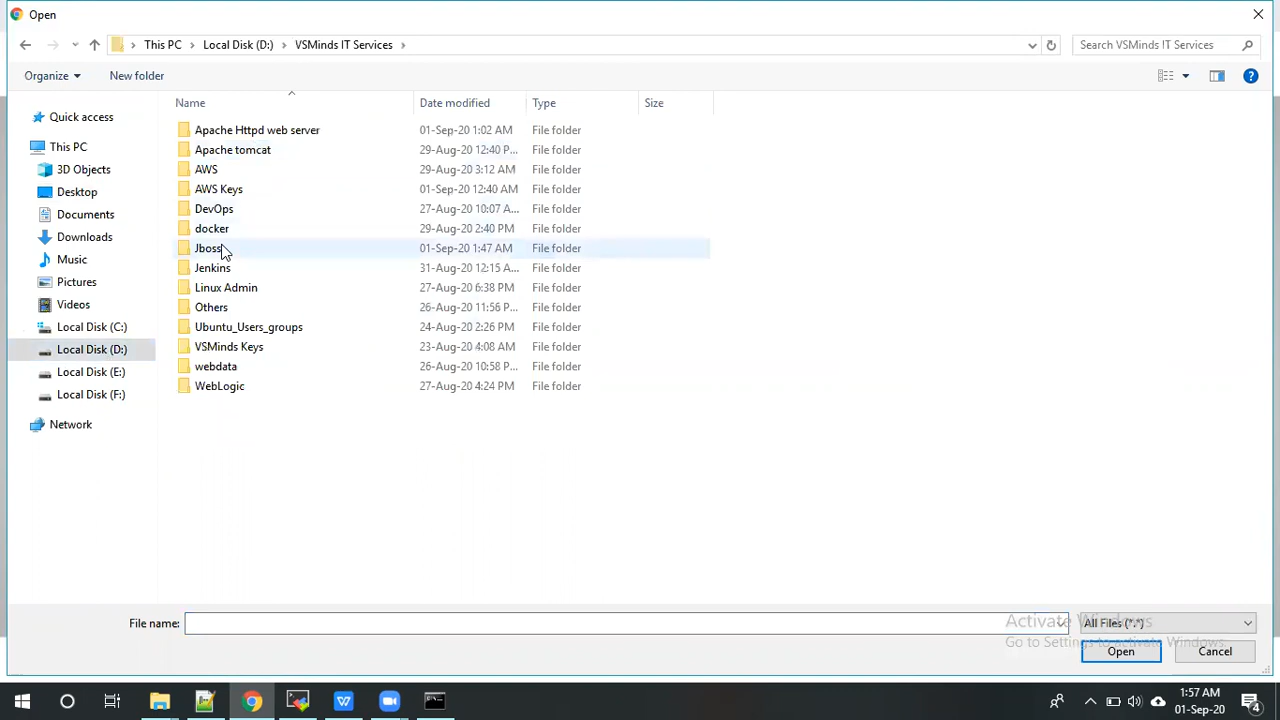 Open
This PC > Local Disk (D:) > VSMinds IT Services >
Search VSMinds IT Services
Organize
New folder
Name
Date modified
Type
Size
Quick access
This PC
3D Objects
Desktop
Documents
Downloads
Music
Pictures
Videos
Local Disk (C:)
Local Disk (D:)
Local Disk (E:)
Local Disk (F:)
Network
Apache Httpd web server 01-Sep-20 1:02 AM File folder
Apache tomcat 29-Aug-20 12:40 P... File folder
AWS 29-Aug-20 3:12 AM File folder
AWS Keys 01-Sep-20 12:40 AM File folder
DevOps 27-Aug-20 10:07 A... File folder
docker 29-Aug-20 2:40 PM File folder
Jboss 01-Sep-20 1:47 AM File folder
Jenkins 31-Aug-20 12:15 A... File folder
Linux Admin 27-Aug-20 6:38 PM File folder
Others 26-Aug-20 11:56 P... File folder
Ubuntu_Users_groups 24-Aug-20 2:26 PM File folder
VSMinds Keys 23-Aug-20 4:08 AM File folder
webdata 26-Aug-20 10:58 P... File folder
WebLogic 27-Aug-20 4:24 PM File folder
File name:
All Files (*.*)
Activate Windows
Go to Settings to activate Windows.
Open
Cancel
1:57 AM
01-Sep-20
4